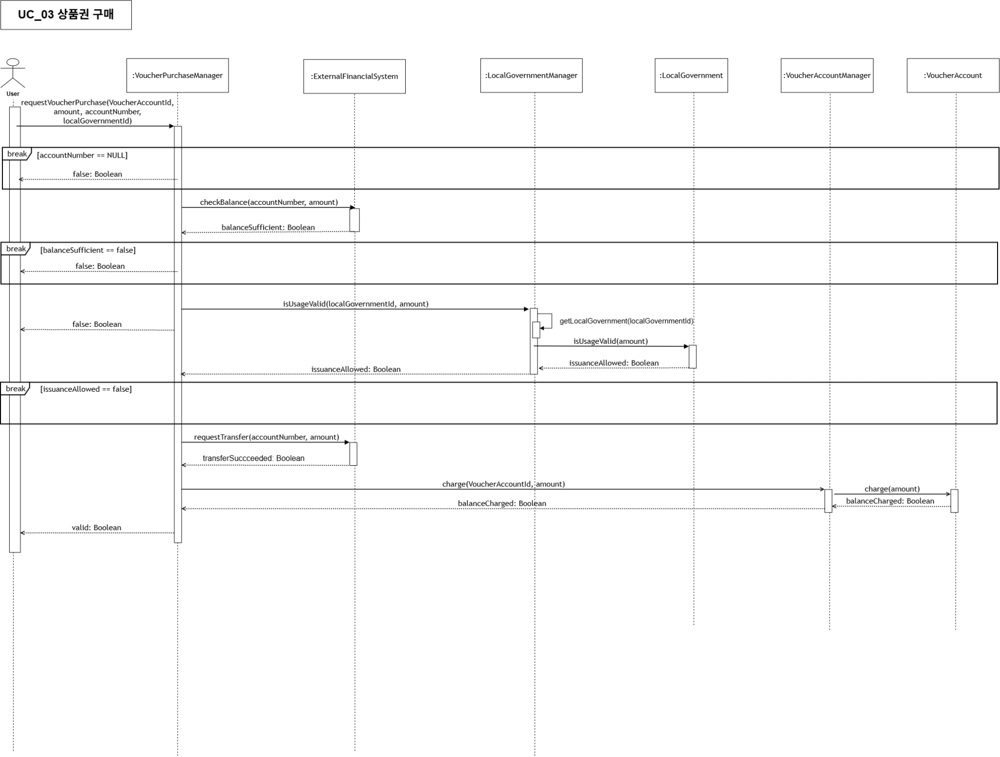 UC_03 상품권 구매
:VoucherPurchaseManager
:ExternalFinancialSystem
:LocalGovernmentManager
:LocalGovernment
:VoucherAccountManager
:VoucherAccount
User
requestVoucherPurchase(VoucherAccountId,
amount, accountNumber,
localGovernmentId)
break
[accountNumber == NULL]
false: Boolean
checkBalance(accountNumber, amount)
balanceSufficient: Boolean
break
[balanceSufficient == false]
false: Boolean
isUsageValid(localGovernmentId, amount)
getLocalGovernment(localGovernmentId)
false: Boolean
isUsageValid(amount)
issuanceAllowed: Boolean
issuanceAllowed: Boolean
break
[issuanceAllowed == false]
requestTransfer(accountNumber, amount)
transferSuccceeded: Boolean
charge(VoucherAccountId, amount)
charge(amount)
balanceCharged: Boolean
balanceCharged: Boolean
valid: Boolean